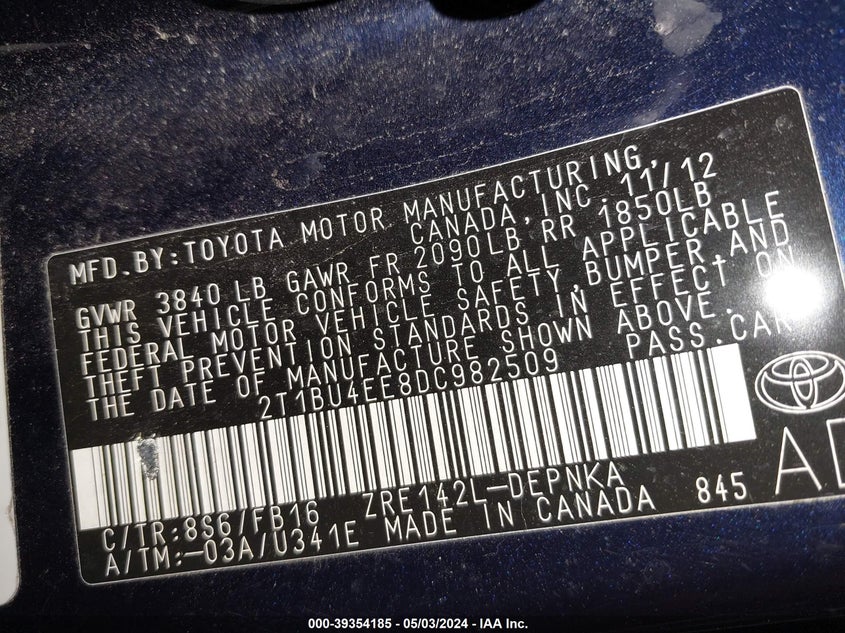 MFD.BY:TOYOTA MOTOR MANUFACTURING,
CANADA,INC. 11/12
GVWR 3840 LB GAWR FR 2090LB RR 1850LB
THIS VEHICLE CONFORMS TO ALL APPLICABLE
FEDERAL MOTOR VEHICLE SAFETY,BUMPER,AND
THEFT PREVENTION STANDARDS IN EFFECT ON
THE DATE OF MANUFACTURE SHOWN ABOVE.
2T1BU4EE8DC982509 PASS.CAR
C/TR:8S6/FB16 ZRE142L-DEPNKA
A/TM:-03A/U341E MADE IN CANADA 845
000-39354185 - 05/03/2024 - IAA Inc.